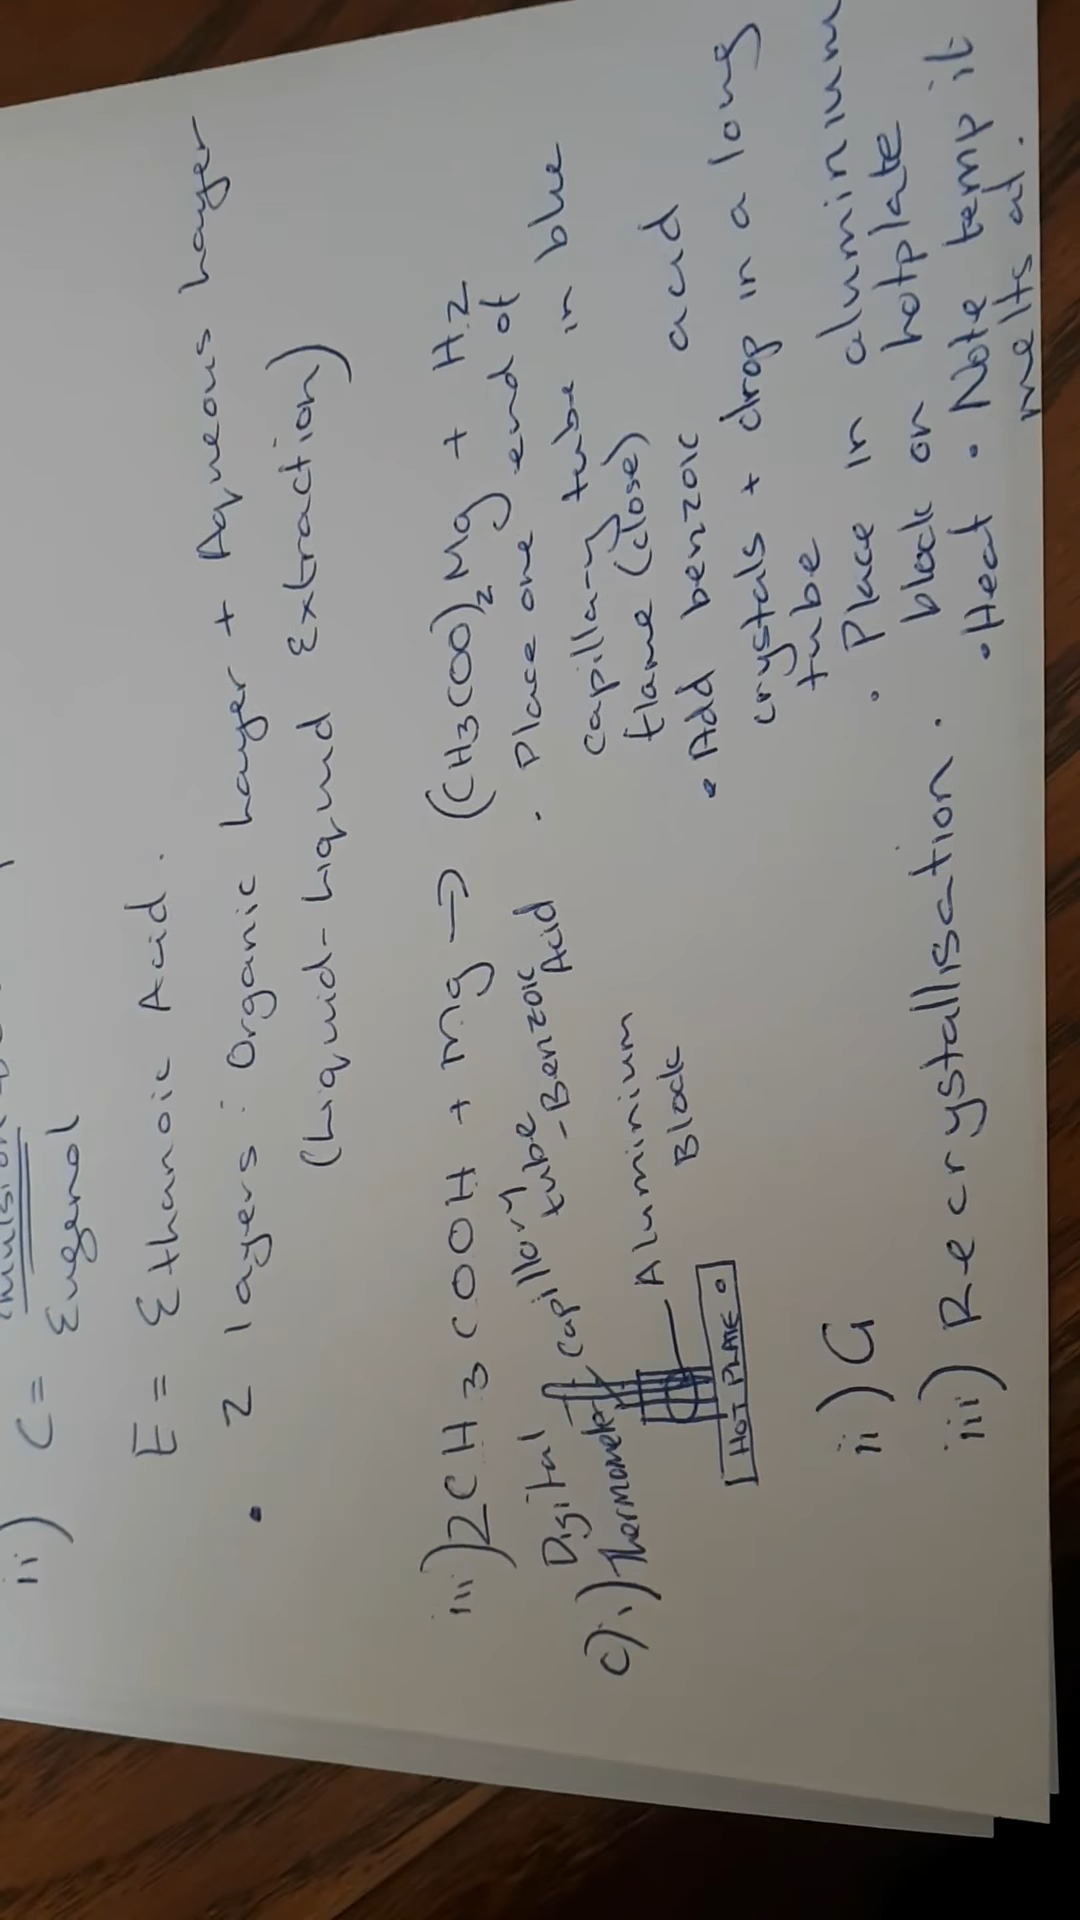 ii) C = Eugenol
E = Ethanoic Acid.
• 2 layers: Organic Layer + Aqueous Layer
(Liquid-Liquid Extraction)
iii) 2CH3COOH + Mg → (CH3COO)2Mg + H2
c) i) Digital Thermometer
Capillary tube
- Benzoic Acid
Aluminium Block
HOT PLATE
• Place one end of
capillary tube in blue
flame (close)
• Add benzoic acid
crystals + drop in a long
tube
• Place in aluminium
block on hotplate
• Heat • Note temp it
melts at.
ii) G
iii) Recrystallisation.